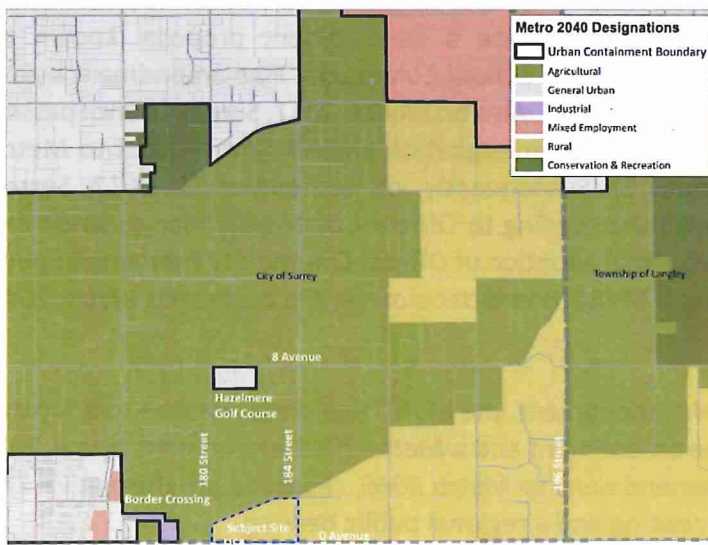 Metro 2040 Designations
Urban Containment Boundary
Agricultural
General Urban
Industrial
Mixed Employment
Rural
Conservation & Recreation
City of Surrey
Township of Langley
8 Avenue
Hazelmere
Golf Course
180 Street
184 Street
196 Street
Border Crossing
Subject Site
0 Avenue
USA